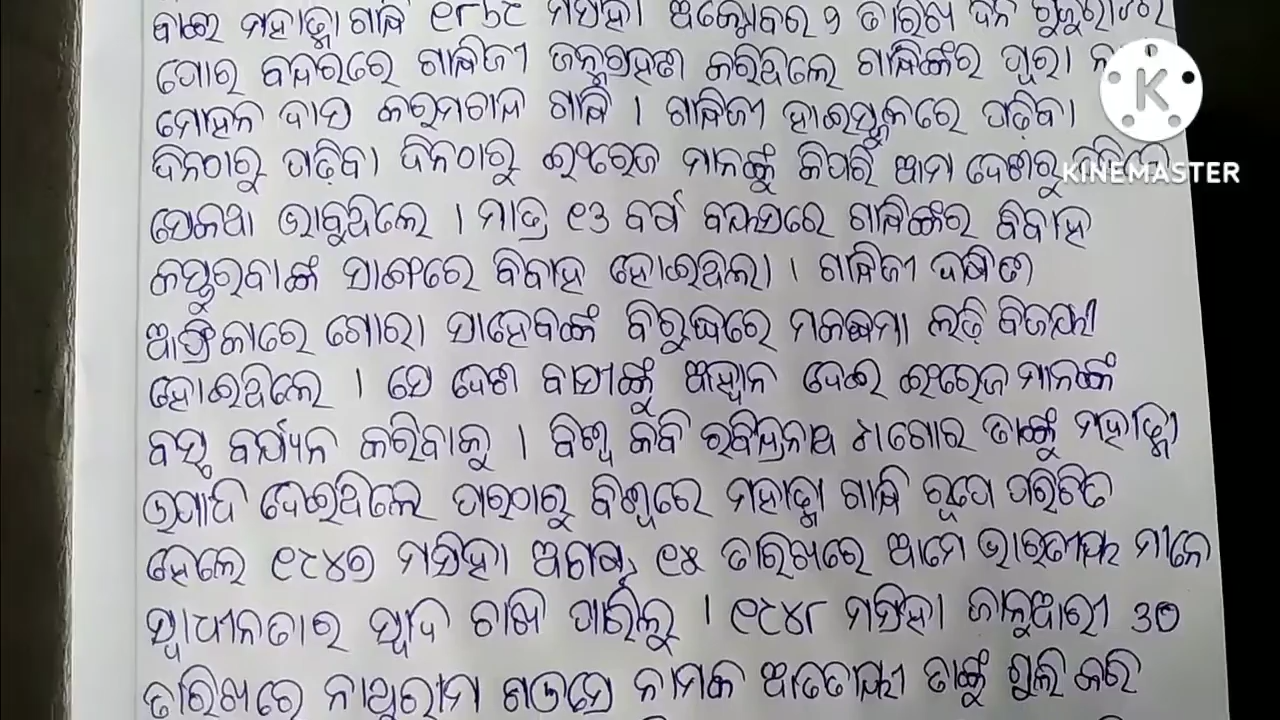 ବାଇ ମହାତ୍ମା ଗାନ୍ଧି ୧୮୬୯ ମସିହା ଅକ୍ଟୋବର ୨ ତାରିଖ ଦିନ ଗୁଜୁରାଟର
ପୋର ବନ୍ଦରରେ ଗାନ୍ଧିଜୀ ଜନ୍ମଗ୍ରହଣ କରିଥିଲେ ଗାନ୍ଧିଙ୍କର ପୂରା
ମୋହନ ଦାସ କରମଚାନ୍ଦ ଗାନ୍ଧି । ଗାନ୍ଧିଜୀ ହାଇସ୍କୁଲରେ ପଢ଼ିବା
ଦିନଠାରୁ ପଢ଼ିବା ଦିନଠାରୁ ଇଂରେଜ ମାନଙ୍କୁ କିପରି ଆମ ଦେଶରୁ
ସେକଥା ଭାବୁଥିଲେ । ମାତ୍ର ୧୩ ବର୍ଷ ବୟସରେ ଗାନ୍ଧିଙ୍କର ବିବାହ
କସ୍ତୁରବାଙ୍କ ସାଙ୍ଗରେ ବିବାହ ହୋଇଥିଲା । ଗାନ୍ଧିଜୀ ଦକ୍ଷିଣ
ଆଫ୍ରିକାରେ ଗୋରା ସାହେବଙ୍କ ବିରୁଦ୍ଧରେ ମକଦ୍ଦମା ଲଢ଼ି ବିଜୟୀ
ହୋଇଥିଲେ । ସେ ଦେଶ ବାସୀଙ୍କୁ ଆହ୍ୱାନ ଦେଇ ଇଂରେଜ ମାନଙ୍କ
ବସ୍ତୁ ବର୍ଯ୍ୟନ କରିବାକୁ । ବିଶ୍ୱ କବି ରବିନ୍ଦ୍ରନାଥ ଟାଗୋର ତାଙ୍କୁ ମହାତ୍ମା
ଉପାଧି ଦେଇଥିଲେ ସେଇଠାରୁ ବିଶ୍ୱରେ ମହାତ୍ମା ଗାନ୍ଧି ରୂପେ ପରିଚିତ
ହେଲେ ୧୯୪୭ ମସିହା ଅଗଷ୍ଟ ୧୫ ତାରିଖରେ ଆମେ ଭାରତୀୟ ମାନେ
ସ୍ୱାଧୀନତାର ସ୍ୱାଦ ଚାଖି ପାରିଲୁ । ୧୯୪୮ ମସିହା ଜାନୁଆରୀ ୩୦
ତାରିଖରେ ନାଥୁରାମ ଗଡସେ ନାମକ ଆତତାୟୀ ତାଙ୍କୁ ଗୁଳି କରି
K
KINEMASTER